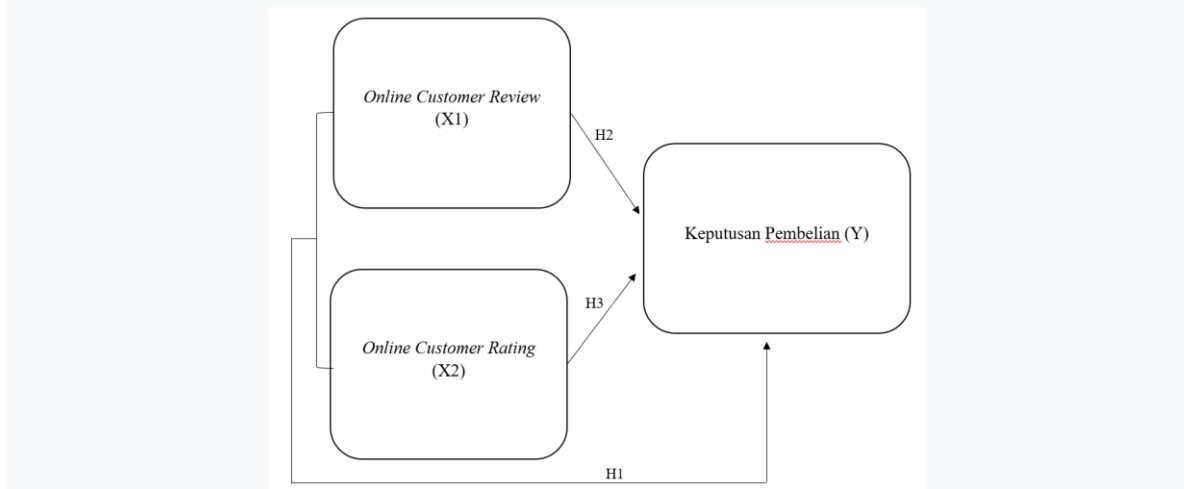 Online Customer Review
(X1)
H2
Keputusan Pembelian (Y)
H3
Online Customer Rating
(X2)
H1